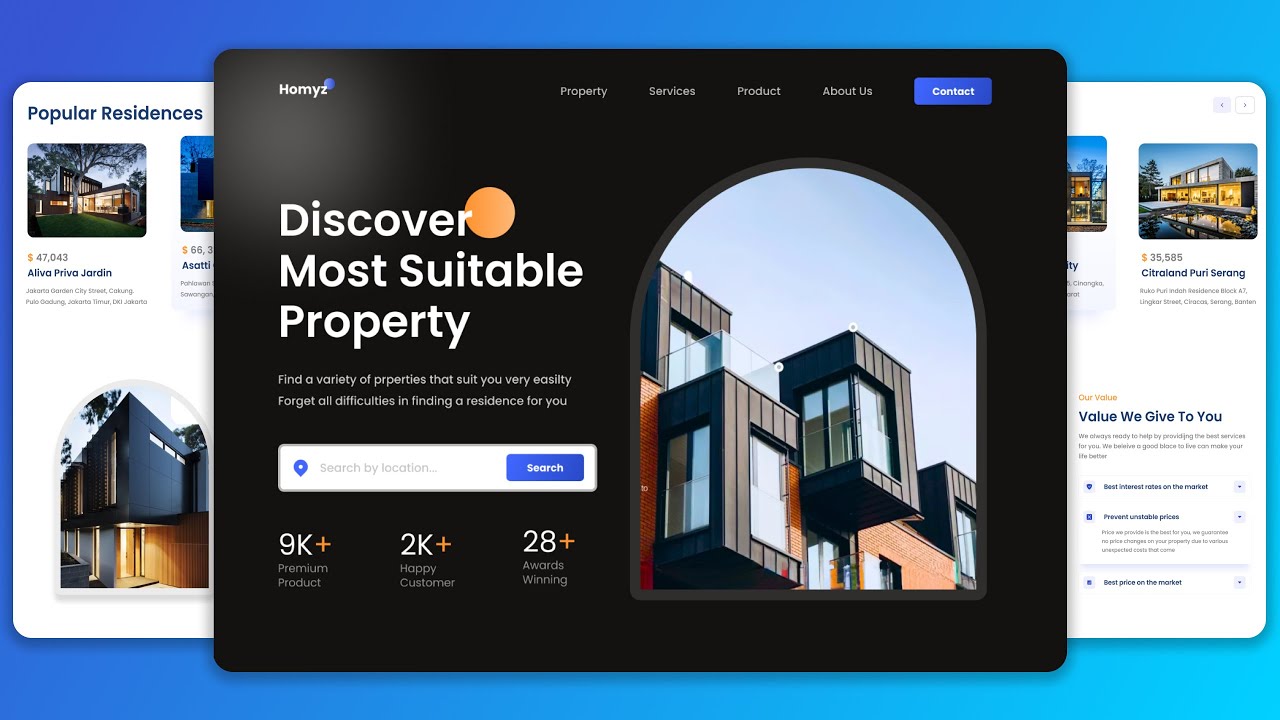 Popular Residences
$ 47,043
Aliva Priva Jardin
Jakarta Garden City Street, Cakung.
Pulo Gadung, Jakarta Timur, DKI Jakarta
$ 66, 3
Asatti
Pahlawan
Sawangan,
Homyz
Property
Services
Product
About Us
Contact
Discover
Most Suitable
Property
Find a variety of prperties that suit you very easilty
Forget all difficulties in finding a residence for you
Search by location...
Search
9K+
Premium
Product
2K+
Happy
Customer
28+
Awards
Winning
to
ity
Cinangka,
arat
$ 35,585
Citraland Puri Serang
Ruko Puri Indah Residence Block A7,
Lingkar Street, Ciracas, Serang, Banten
Our Value
Value We Give To You
We always ready to help by providijng the best services
for you. We beleive a good blace to live can make your
life better
Best interest rates on the market
Prevent unstable prices
Price we provide is the best for you, we guarantee
no price changes on your property due to various
unexpected costs that come
Best price on the market